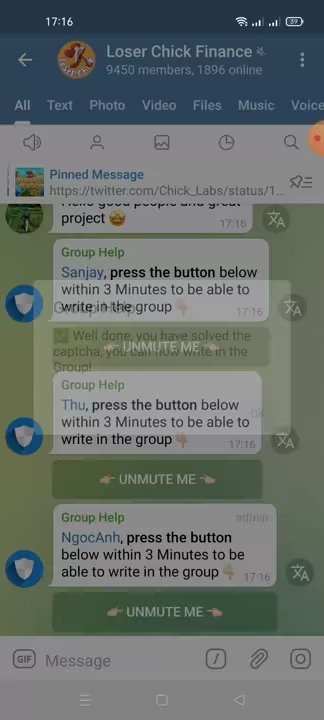 17:16
59
Loser Chick Finance
9450 members, 1896 online
All Text Photo Video Files Music Voice
Pinned Message
https://twitter.com/Chick_Labs/status/1...
Hello good people and great
project 🤩
17:16
Group Help
Sanjay, press the button below
within 3 Minutes to be able to
write in the group 👇🏻
17:16
Group Help
✅ Well done, you have solved the
captcha, you can now write in the
Group!
OK
👉🏻 UNMUTE ME 👈🏻
Group Help
Thu, press the button below
within 3 Minutes to be able to
write in the group 👇🏻
17:16
👉🏻 UNMUTE ME 👈🏻
Group Help admin
NgocAnh, press the button
below within 3 Minutes to be
able to write in the group 👇🏻
17:16
👉🏻 UNMUTE ME 👈🏻
GIF Message